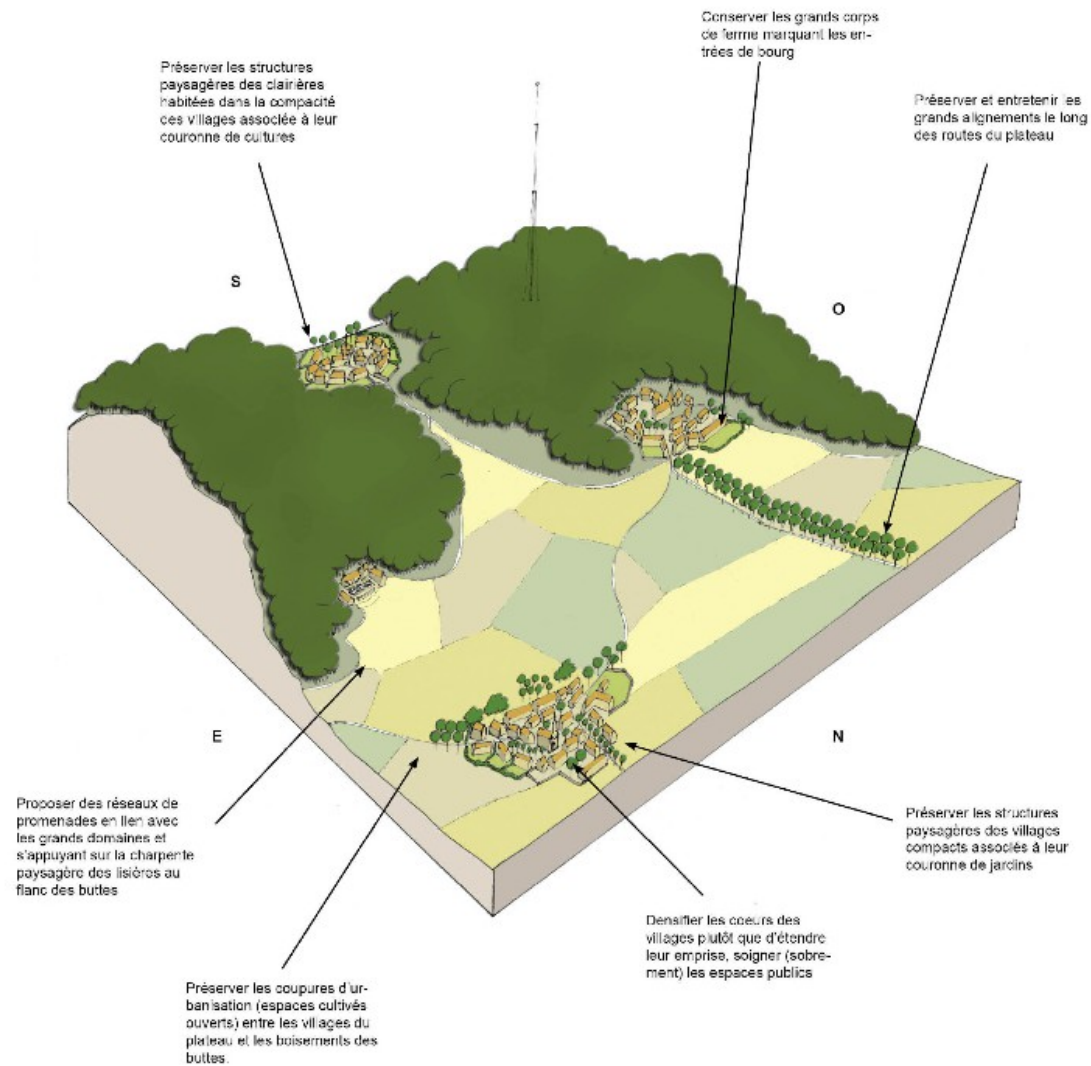 Conserver les grands corps
de ferme marquant les en-
trées de bourg
Préserver les structures
paysagères des clairières
habitées dans la compacité
des villages associée à leur
couronne de cultures
Préserver et entretenir les
grands alignements le long
des routes du plateau
S
O
E
N
Proposer des réseaux de
promenades en lien avec
les grands domaines et
s'appuyant sur la charpente
paysagère des lisières au
flanc des buttes
Préserver les structures
paysagères des villages
compacts associés à leur
couronne de jardins
Densifier les coeurs des
villages plutôt que d'étendre
leur emprise, soigner (sobre-
ment) les espaces publics
Préserver les coupures d'ur-
banisation (espaces cultivés
ouverts) entre les villages du
plateau et les boisements des
buttes.